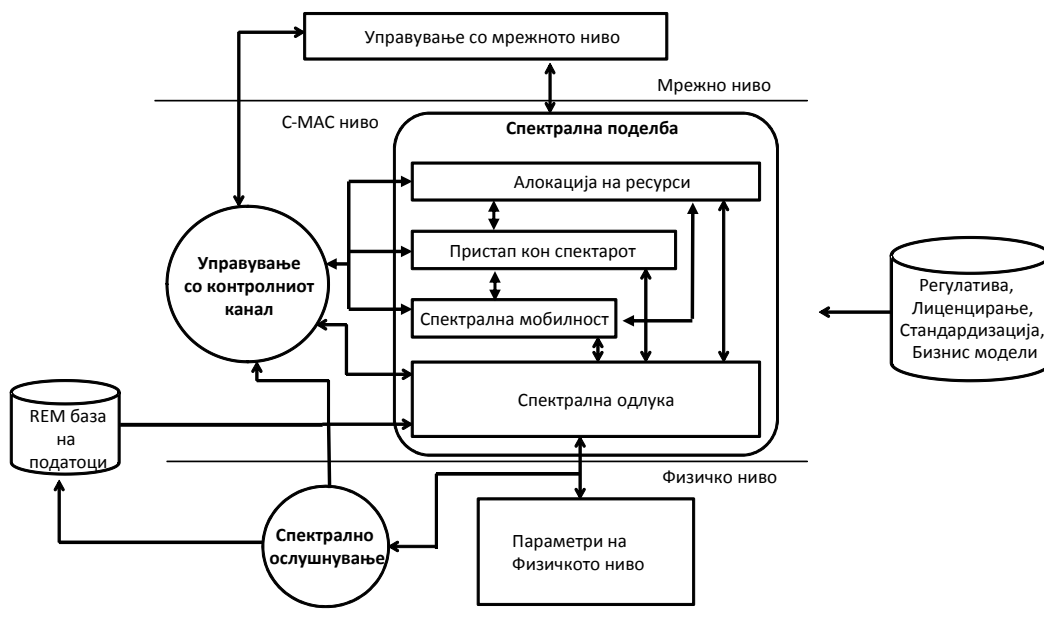 Управување со мрежното ниво
Мрежно ниво
C-MAC ниво
Спектрална поделба
Алокација на ресурси
Пристап кон спектарот
Спектрална мобилност
Спектрална одлука
Управување
со контролниот
канал
Регулатива,
Лиценцирање,
Стандардизација,
Бизнис модели
REM база
на
податоци
Физичко ниво
Спектрално
ослушнување
Параметри на
Физичкото ниво